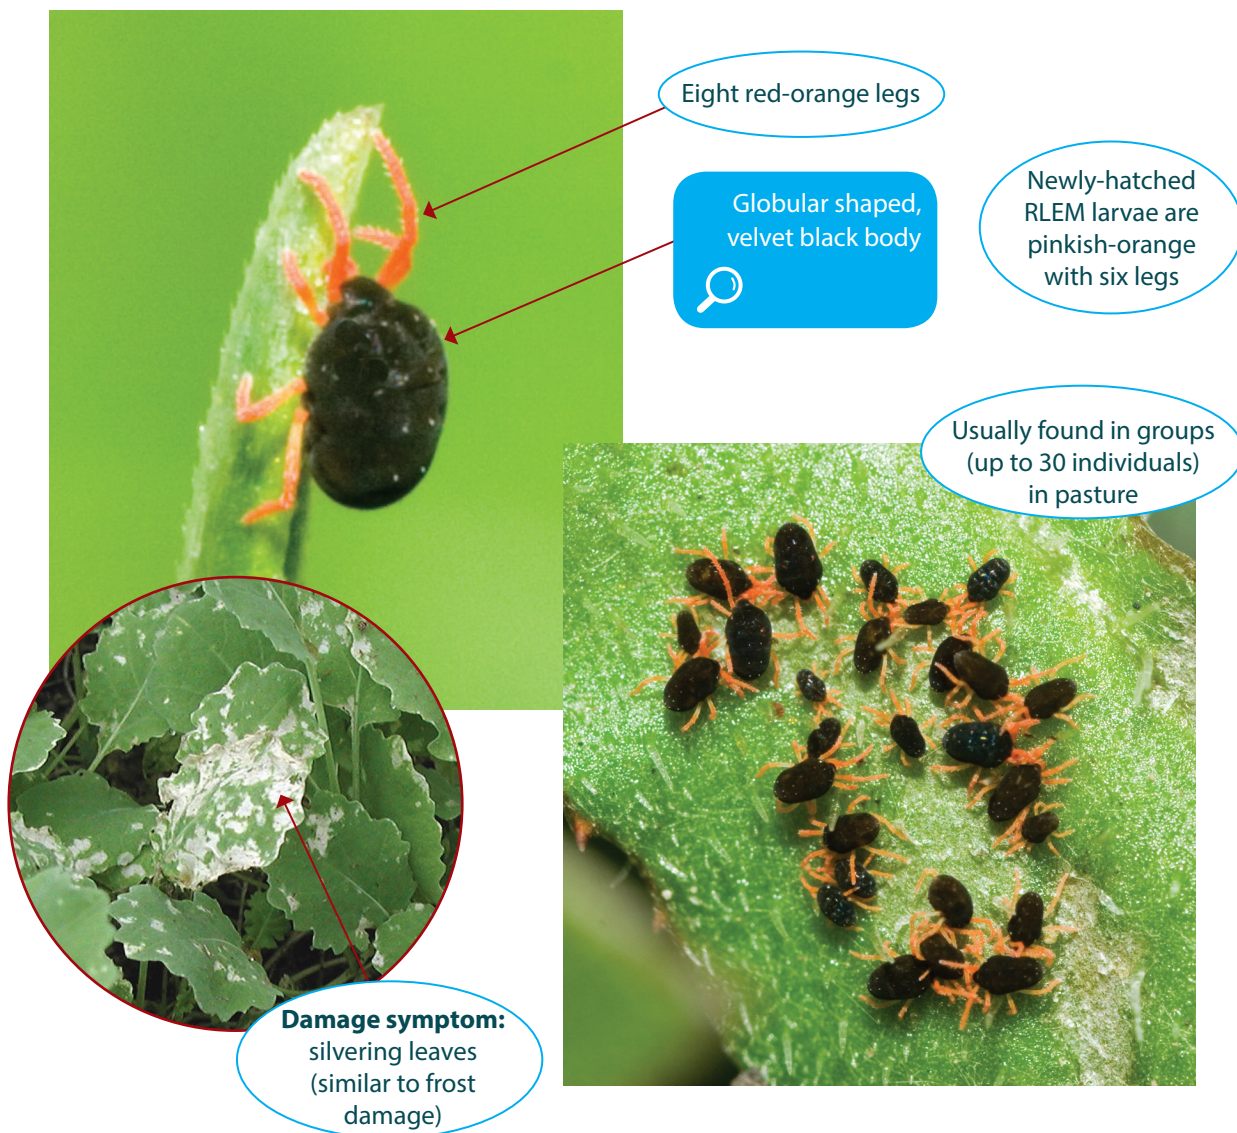 Eight red-orange legs
Globular shaped,
velvet black body
Newly-hatched
RLEM larvae are
pinkish-orange
with six legs
Usually found in groups
(up to 30 individuals)
in pasture
Damage symptom:
silvering leaves
(similar to frost
damage)